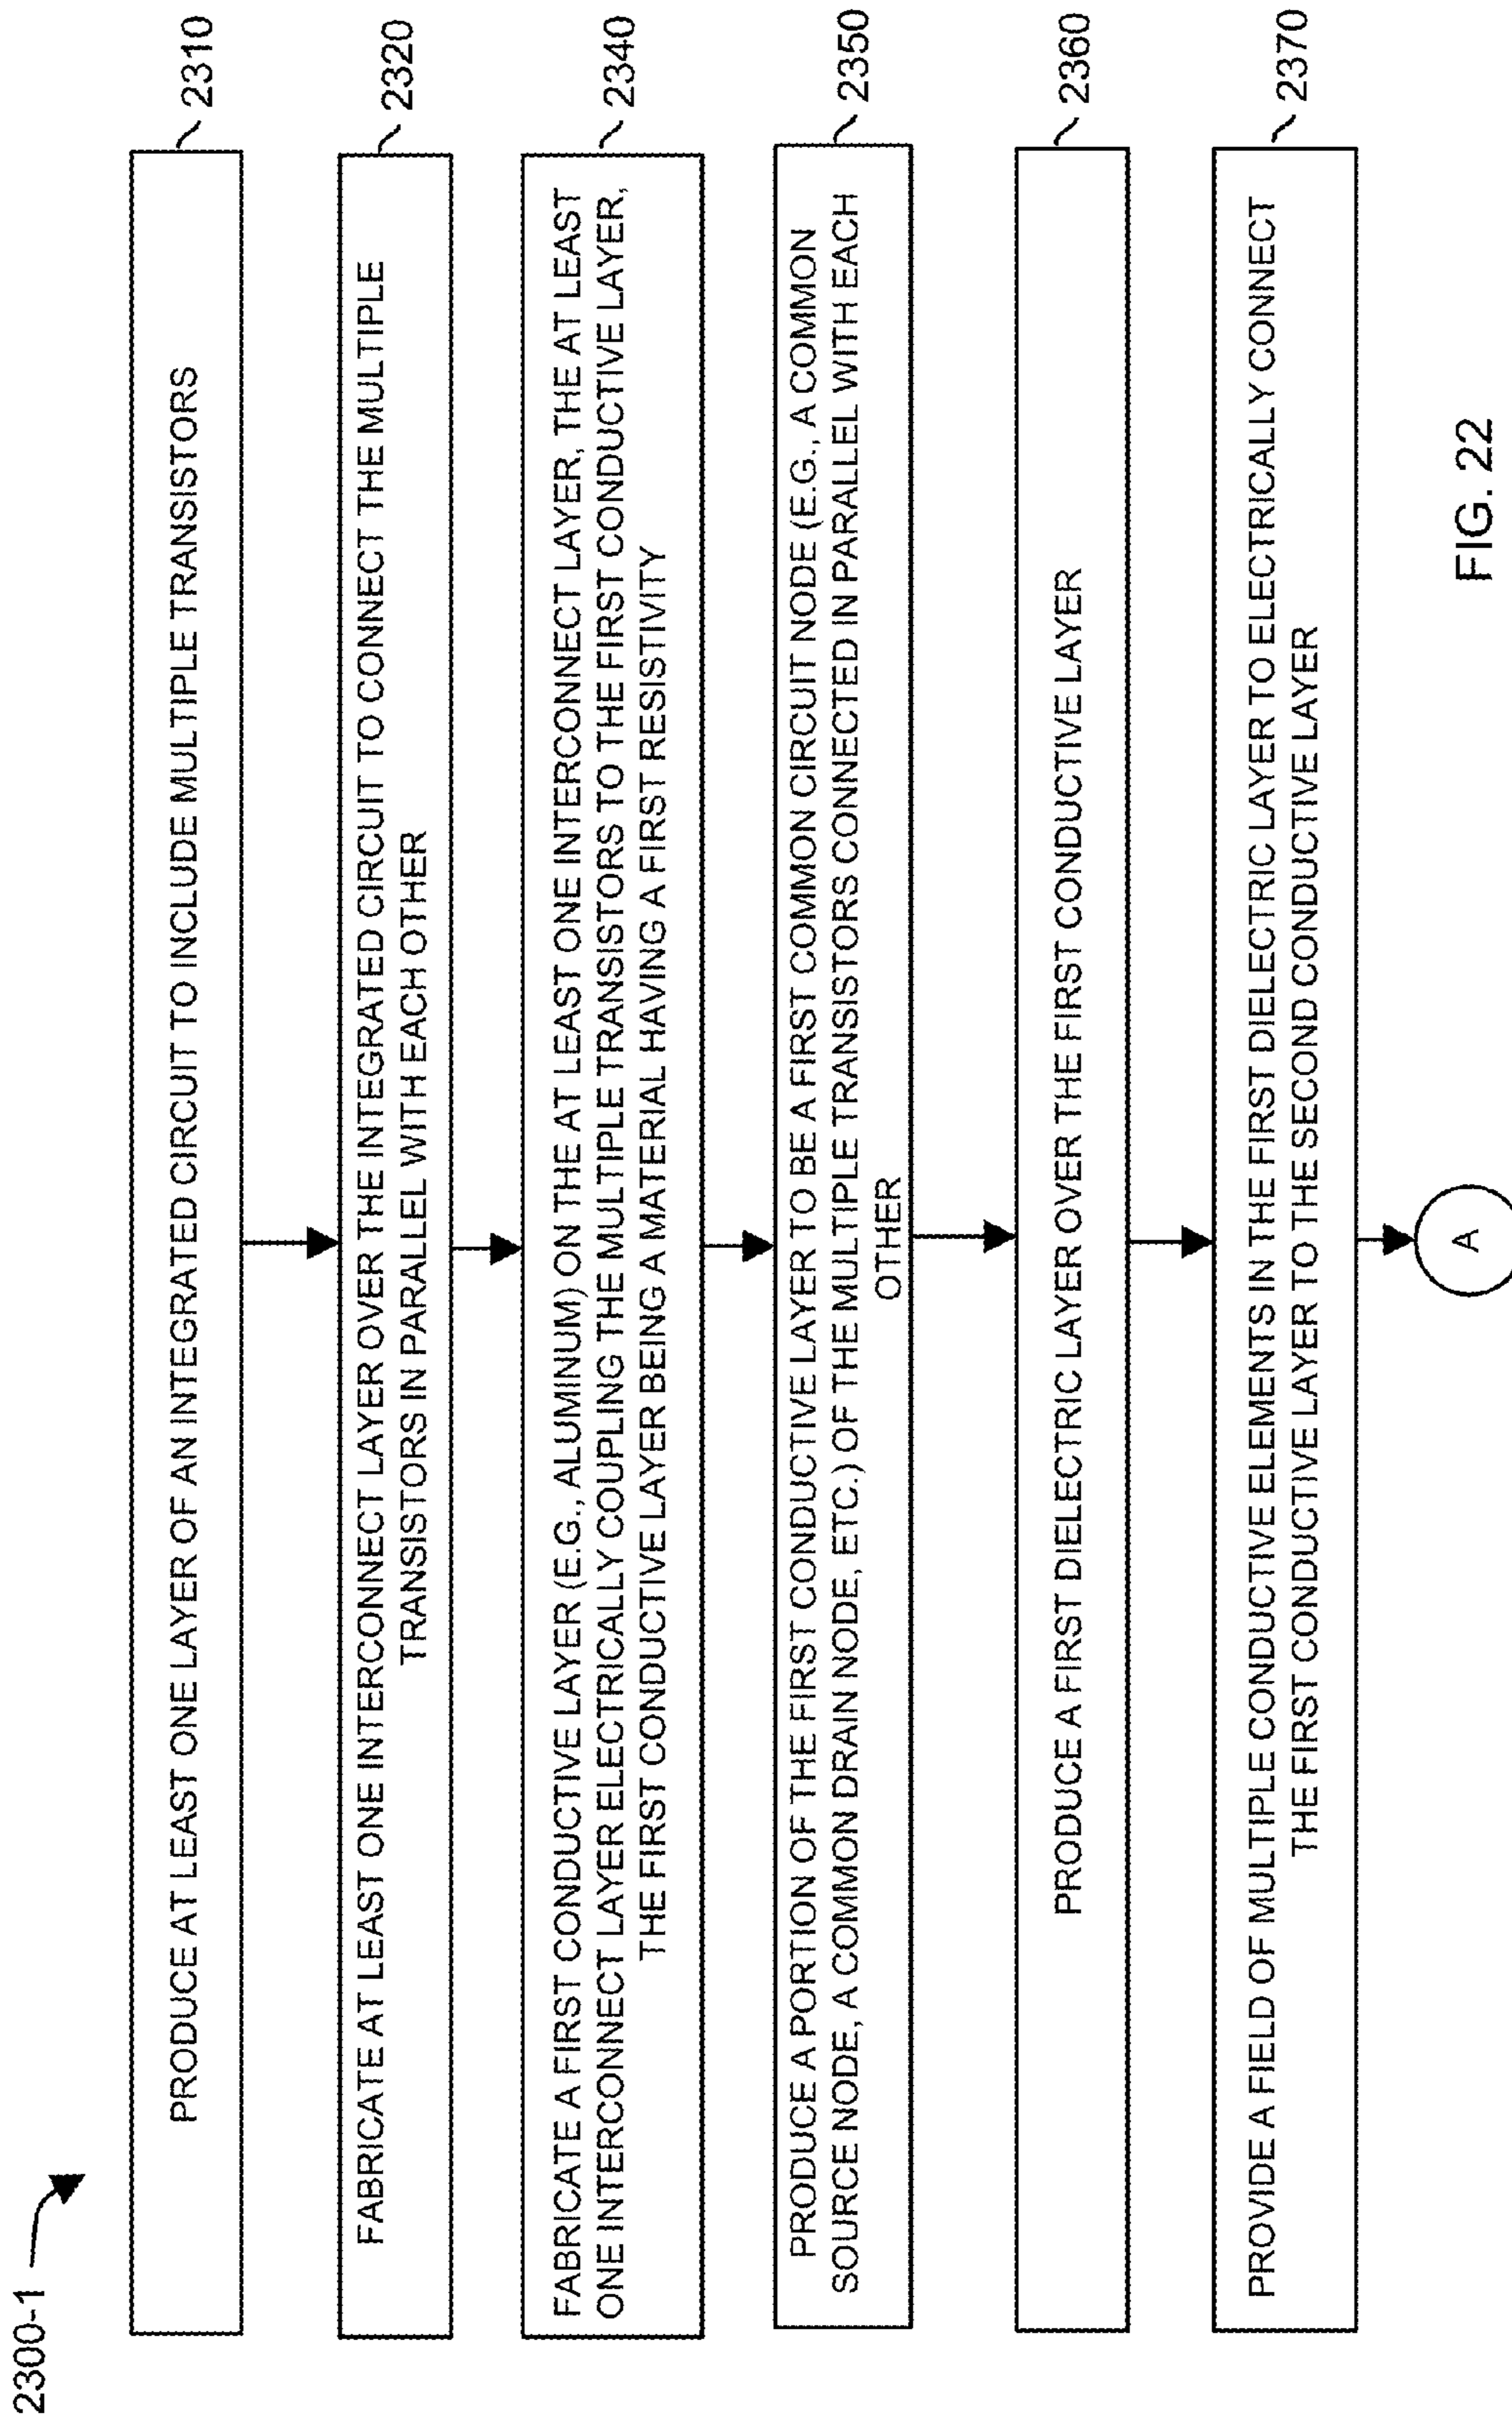 2300-1
PRODUCE AT LEAST ONE LAYER OF AN INTEGRATED CIRCUIT TO INCLUDE MULTIPLE TRANSISTORS
2310
FABRICATE AT LEAST ONE INTERCONNECT LAYER OVER THE INTEGRATED CIRCUIT TO CONNECT THE MULTIPLE
TRANSISTORS IN PARALLEL WITH EACH OTHER
2320
FABRICATE A FIRST CONDUCTIVE LAYER (E.G., ALUMINUM) ON THE AT LEAST ONE INTERCONNECT LAYER, THE AT LEAST
ONE INTERCONNECT LAYER ELECTRICALLY COUPLING THE MULTIPLE TRANSISTORS TO THE FIRST CONDUCTIVE LAYER,
THE FIRST CONDUCTIVE LAYER BEING A MATERIAL HAVING A FIRST RESISTIVITY
2340
PRODUCE A PORTION OF THE FIRST CONDUCTIVE LAYER TO BE A FIRST COMMON CIRCUIT NODE (E.G., A COMMON
SOURCE NODE, A COMMON DRAIN NODE, ETC.) OF THE MULTIPLE TRANSISTORS CONNECTED IN PARALLEL WITH EACH
OTHER
2350
PRODUCE A FIRST DIELECTRIC LAYER OVER THE FIRST CONDUCTIVE LAYER
2360
PROVIDE A FIELD OF MULTIPLE CONDUCTIVE ELEMENTS IN THE FIRST DIELECTRIC LAYER TO ELECTRICALLY CONNECT
THE FIRST CONDUCTIVE LAYER TO THE SECOND CONDUCTIVE LAYER
2370
A
FIG. 22